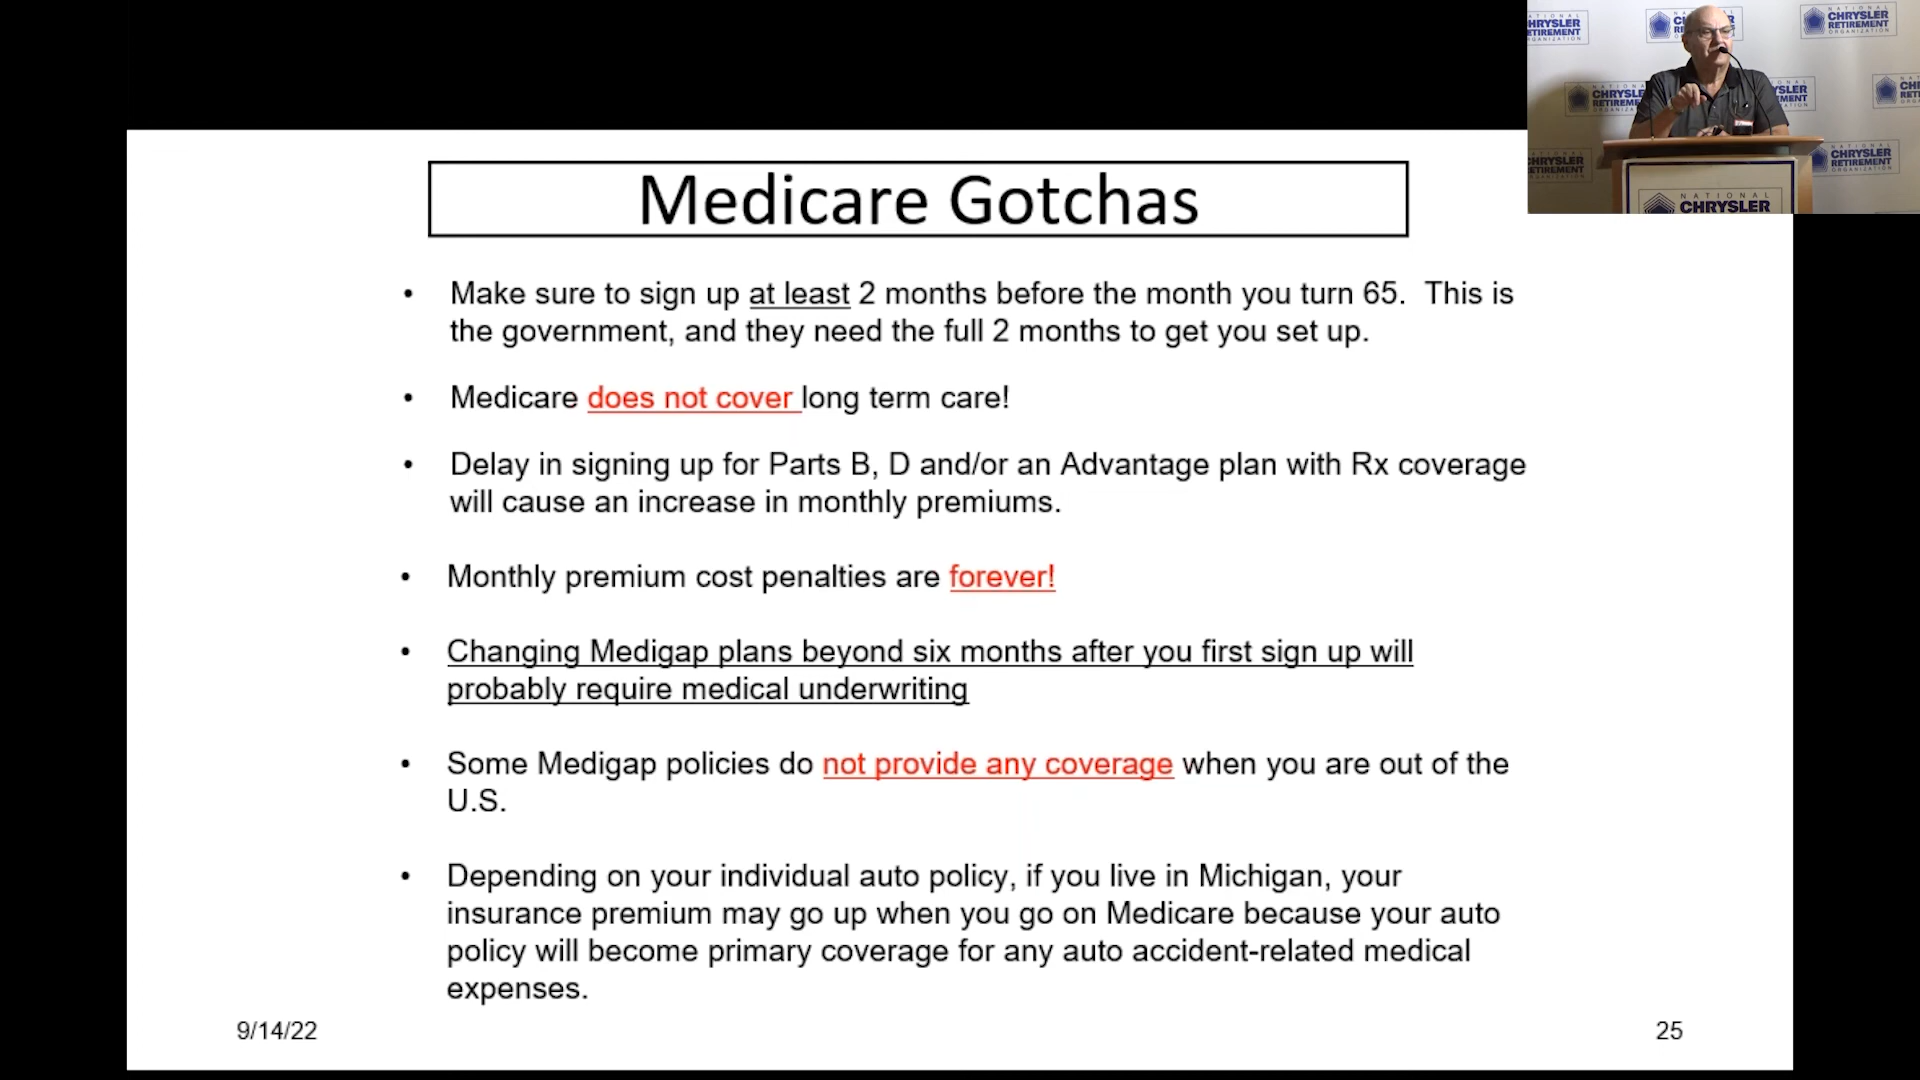 Medicare Gotchas
• Make sure to sign up at least 2 months before the month you turn 65. This is
the government, and they need the full 2 months to get you set up.
• Medicare does not cover long term care!
• Delay in signing up for Parts B, D and/or an Advantage plan with Rx coverage
will cause an increase in monthly premiums.
• Monthly premium cost penalties are forever!
• Changing Medigap plans beyond six months after you first sign up will
probably require medical underwriting
• Some Medigap policies do not provide any coverage when you are out of the
U.S.
• Depending on your individual auto policy, if you live in Michigan, your
insurance premium may go up when you go on Medicare because your auto
policy will become primary coverage for any auto accident-related medical
expenses.
9/14/22
25
NATIONAL
CHRYSLER
RETIREMENT
ORGANIZATION
CHRYSLER
RETIREMENT
NATIONAL
CHRYSLER